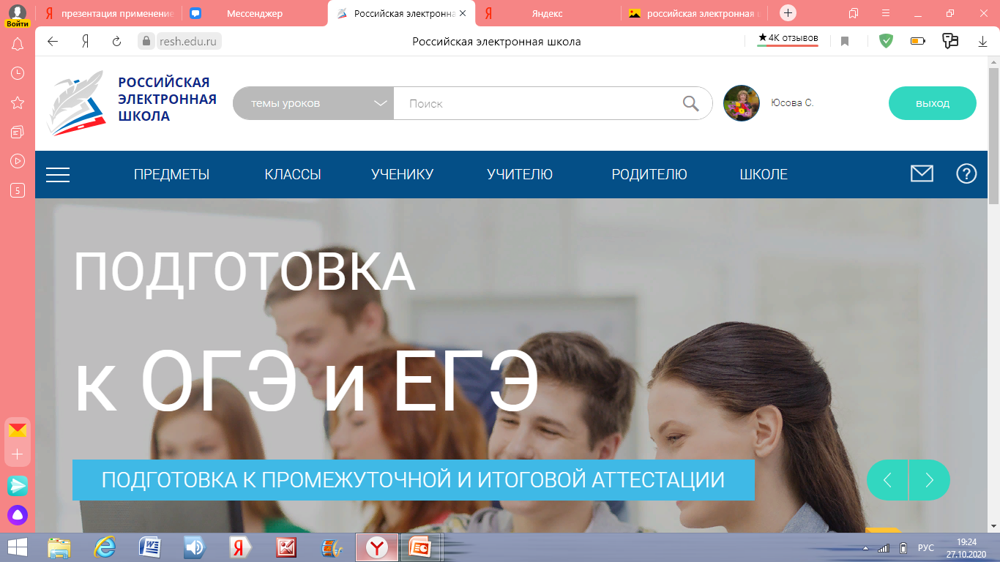 презентация применение
Мессенджер
Российская электронна
Яндекс
российская электронная
Войти
resh.edu.ru
Российская электронная школа
★ 4К отзывов
5
РОССИЙСКАЯ
ЭЛЕКТРОННАЯ
ШКОЛА
темы уроков
Поиск
Юсова С.
выход
ПРЕДМЕТЫ
КЛАССЫ
УЧЕНИКУ
УЧИТЕЛЮ
РОДИТЕЛЮ
ШКОЛЕ
ПОДГОТОВКА
к ОГЭ и ЕГЭ
ПОДГОТОВКА К ПРОМЕЖУТОЧНОЙ И ИТОГОВОЙ АТТЕСТАЦИИ
РУС
19:24
27.10.2020